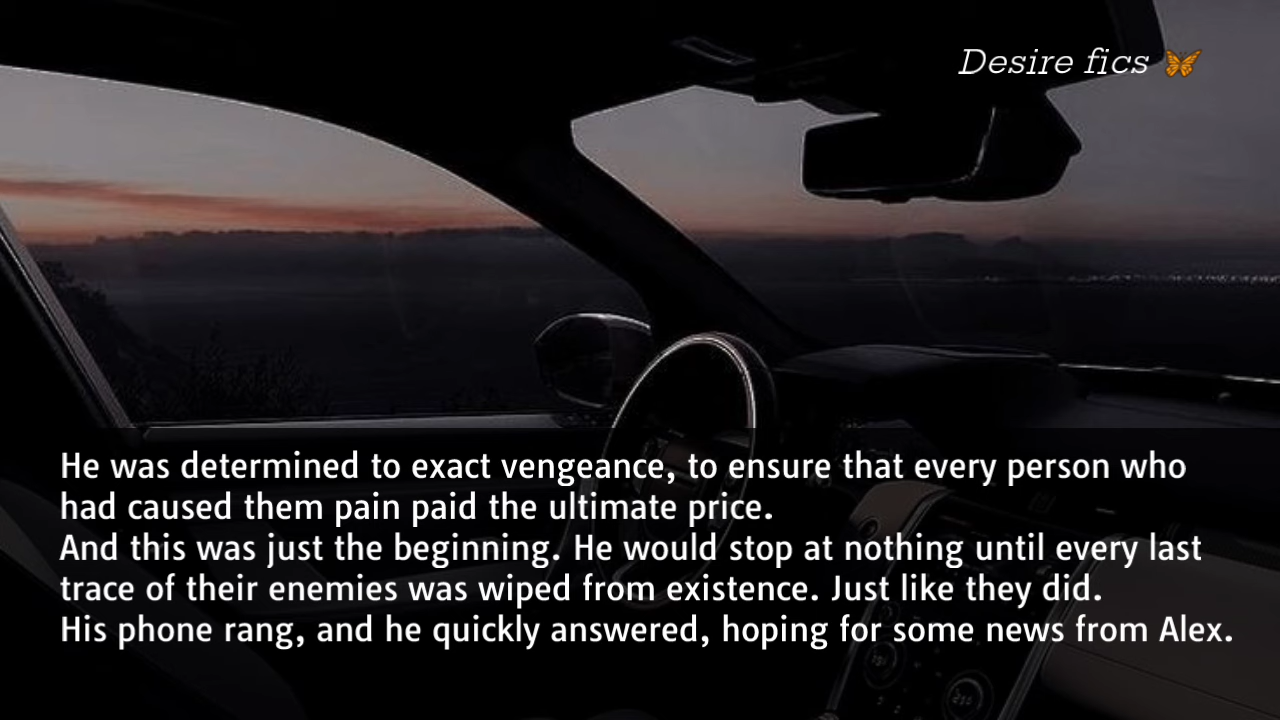 Desire fics 🦋
He was determined to exact vengeance, to ensure that every person who
had caused them pain paid the ultimate price.
And this was just the beginning. He would stop at nothing until every last
trace of their enemies was wiped from existence. Just like they did.
His phone rang, and he quickly answered, hoping for some news from Alex.